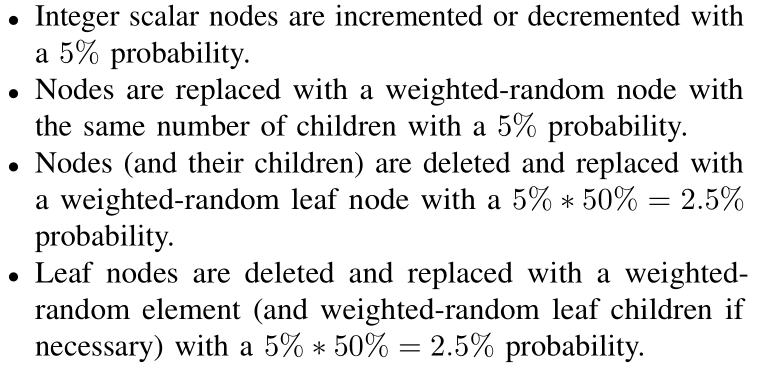 • Integer scalar nodes are incremented or decremented with
a 5% probability.
• Nodes are replaced with a weighted-random node with
the same number of children with a 5% probability.
• Nodes (and their children) are deleted and replaced with
a weighted-random leaf node with a 5% ∗ 50% = 2.5%
probability.
• Leaf nodes are deleted and replaced with a weighted-
random element (and weighted-random leaf children if
necessary) with a 5% ∗ 50% = 2.5% probability.